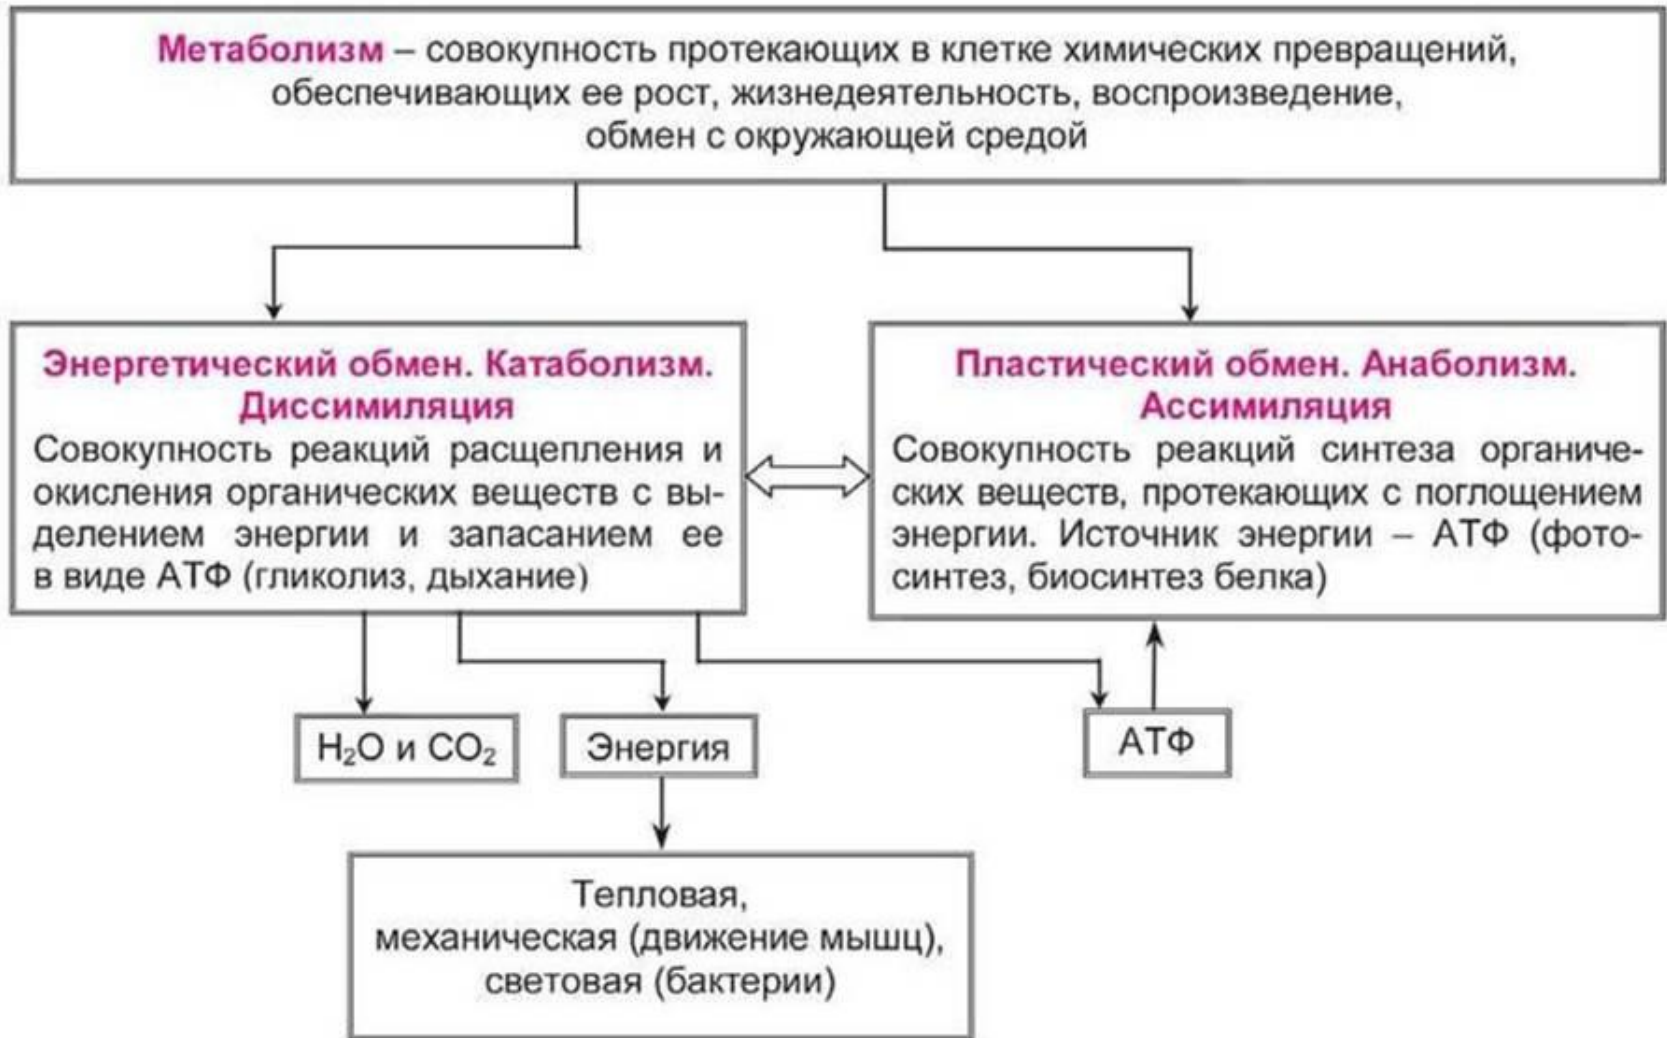 Метаболизм – совокупность протекающих в клетке химических превращений,
обеспечивающих ее рост, жизнедеятельность, воспроизведение,
обмен с окружающей средой
Энергетический обмен. Катаболизм.
Диссимиляция
Совокупность реакций расщепления и
окисления органических веществ с вы-
делением энергии и запасанием ее
в виде АТФ (гликолиз, дыхание)
Пластический обмен. Анаболизм.
Ассимиляция
Совокупность реакций синтеза органиче-
ских веществ, протекающих с поглощением
энергии. Источник энергии – АТФ (фото-
синтез, биосинтез белка)
H₂O и CO₂
Энергия
АТФ
Тепловая,
механическая (движение мышц),
световая (бактерии)